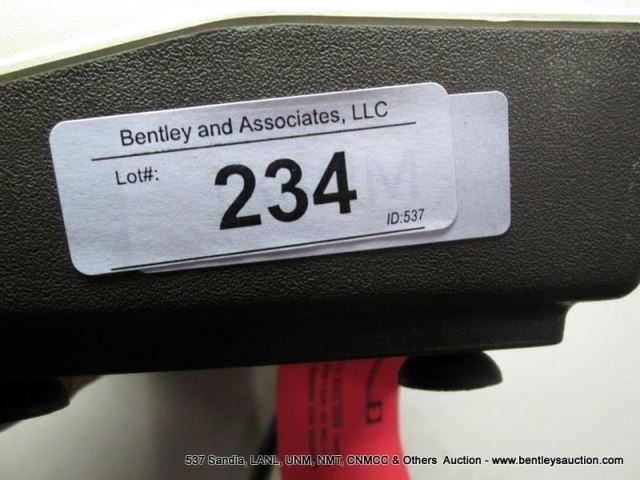 Bentley and Associates, LLC
Lot#:
234
ID:537
537 Sandia, LANL, UNM, NMT, CNMCC & Others Auction - www.bentleysauction.com